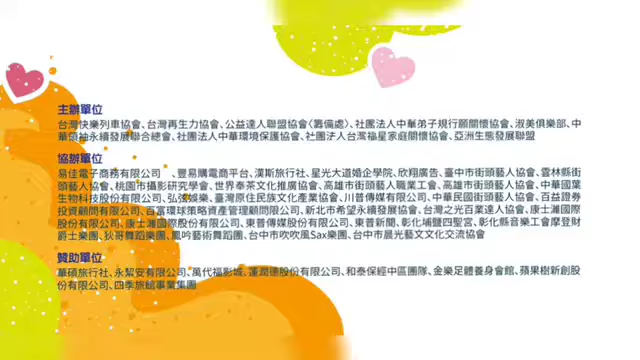 主辦單位
台灣快樂列車協會、台灣再生力協會、公益達人聯盟協會〈籌備處〉、社團法人中華弟子規行願關懷協會、淑美俱樂部、中
華領袖永續發展聯合總會、社團法人中華環境保護協會、社團法人台灣福星家庭關懷協會、亞洲生態發展聯盟
協辦單位
易佳電子商務有限公司 、豐易購電商平台、漢斯旅行社、星光大道婚企學院、欣翔廣告、臺中市街頭藝人協會、雲林縣街
頭藝人協會、桃園市攝影研究學會、世界奉茶文化推廣協會、高雄市街頭藝人職業工會、高雄市街頭藝人協會、中華國葉
生物科技股份有限公司、弘弦娛樂、臺灣原住民族文化產業協會、川普傳媒有限公司、中華民國街頭藝人協會、百益證券
投資顧問有限公司、百富環球策略資產管理顧問限公司、新北市希望永續發展協會、台灣之光百業達人協會、康士濰國際
股份有限公司、康士濰國際股份有限公司、東普傳媒股份有限公司、東普新聞、彰化埔鹽四聖宮、彰化縣音樂工會摩登財
爵士樂團、狄哥舞蹈樂團、鳳吟藝術舞蹈團、台中市吹吹風Sax樂團、台中市晨光藝文文化交流協會
贊助單位
華碩旅行社、永絜安有限公司、萬代福影城、蓬潤德股份有限公司、和泰保經中區團隊、金樂足體養身會館、蘋果樹新創股
份有限公司、四季旅館事業集團